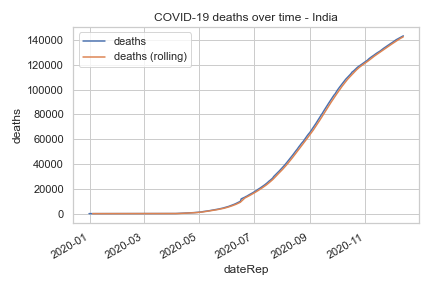 COVID-19 deaths over time - India
deaths
deaths (rolling)
deaths
140000
120000
100000
80000
60000
40000
20000
0
2020-01
2020-03
2020-05
2020-07
2020-09
2020-11
dateRep